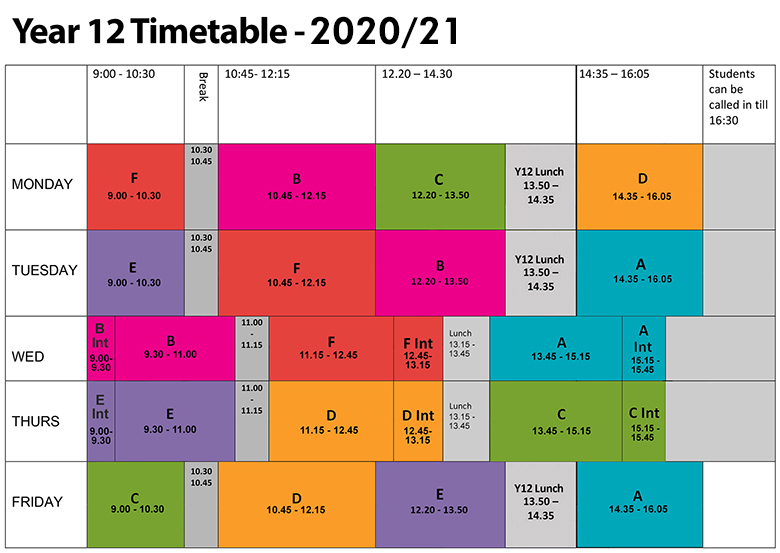 Year 12 Timetable - 2020/21
9:00 - 10:30
Break
10:45- 12:15
12.20 – 14.30
14:35 – 16:05
Students
can be
called in till
16:30
MONDAY
F
9.00 - 10.30
10.30
10.45
B
10.45 - 12.15
C
12.20 - 13.50
Y12 Lunch
13.50 –
14.35
D
14.35 - 16.05
TUESDAY
E
9.00 - 10.30
10.30
10.45
F
10.45 - 12.15
B
12.20 - 13.50
Y12 Lunch
13.50 –
14.35
A
14.35 - 16.05
WED
B
Int
9.00-
9.30
B
9.30 - 11.00
11.00
-
11.15
F
11.15 - 12.45
F Int
12.45-
13.15
Lunch
13.15 -
13.45
A
13.45 - 15.15
A
Int
15.15 -
15.45
THURS
E
Int
9.00-
9.30
E
9.30 - 11.00
11.00
-
11.15
D
11.15 - 12.45
D Int
12.45-
13.15
Lunch
13.15 -
13.45
C
13.45 - 15.15
C Int
15.15 -
15.45
FRIDAY
C
9.00 - 10.30
10.30
10.45
D
10.45 - 12.15
E
12.20 - 13.50
Y12 Lunch
13.50 –
14.35
A
14.35 - 16.05